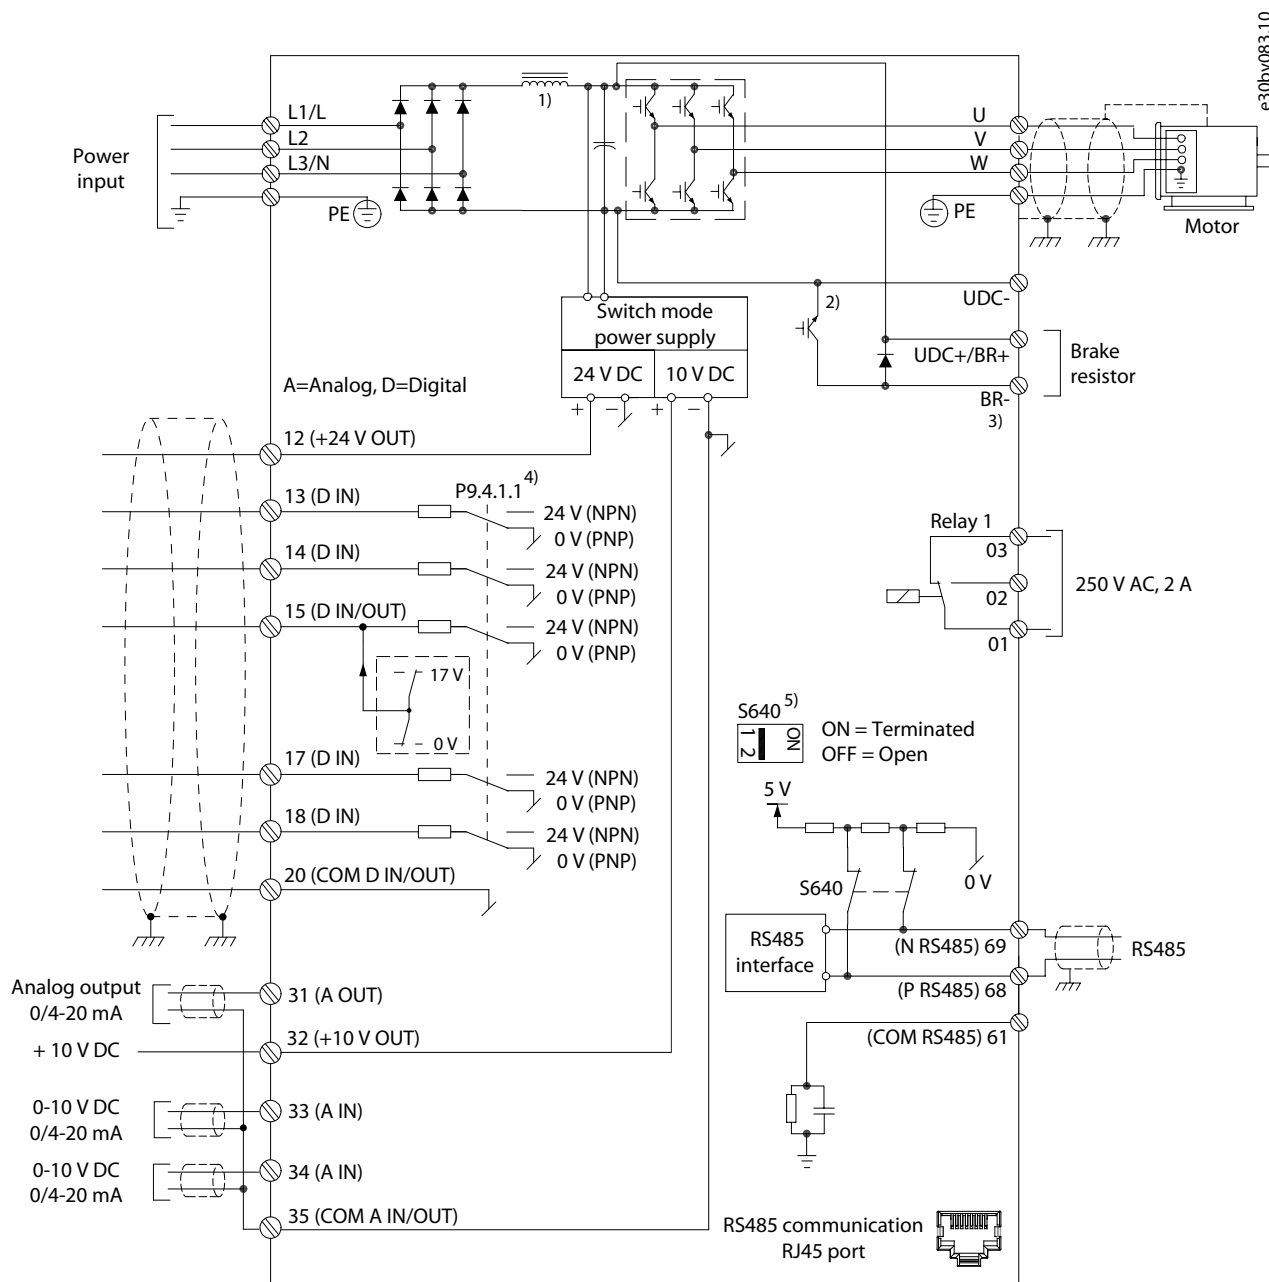 e30bv083.10
L1/L
L2
L3/N
Power
input
PE
1)
U
V
W
PE
Motor
UDC-
2)
Switch mode
power supply
24 V DC
10 V DC
+
−
+
−
UDC+/BR+
Brake
resistor
BR-
3)
A=Analog, D=Digital
12 (+24 V OUT)
13 (D IN)
P9.4.1.1 4)
24 V (NPN)
0 V (PNP)
14 (D IN)
24 V (NPN)
0 V (PNP)
15 (D IN/OUT)
24 V (NPN)
0 V (PNP)
17 V
0 V
17 (D IN)
24 V (NPN)
0 V (PNP)
18 (D IN)
24 V (NPN)
0 V (PNP)
20 (COM D IN/OUT)
Relay 1
03
02
01
250 V AC, 2 A
S640 5)
1 2
ON
ON = Terminated
OFF = Open
5 V
0 V
S640
RS485
interface
(N RS485) 69
(P RS485) 68
(COM RS485) 61
RS485
Analog output
0/4-20 mA
31 (A OUT)
+ 10 V DC
32 (+10 V OUT)
0-10 V DC
0/4-20 mA
33 (A IN)
0-10 V DC
0/4-20 mA
34 (A IN)
35 (COM A IN/OUT)
RS485 communication
RJ45 port